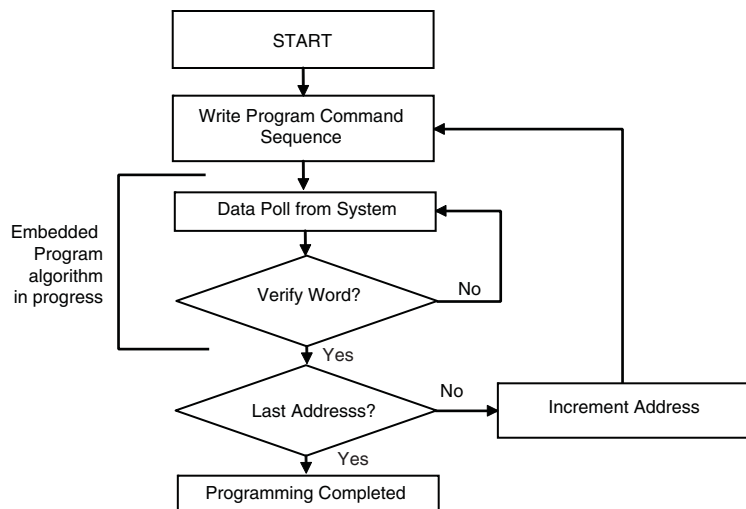 START
Write Program Command
Sequence
Data Poll from System
Embedded
Program
algorithm
in progress
Verify Word?
No
Yes
Last Addresss?
No
Increment Address
Yes
Programming Completed